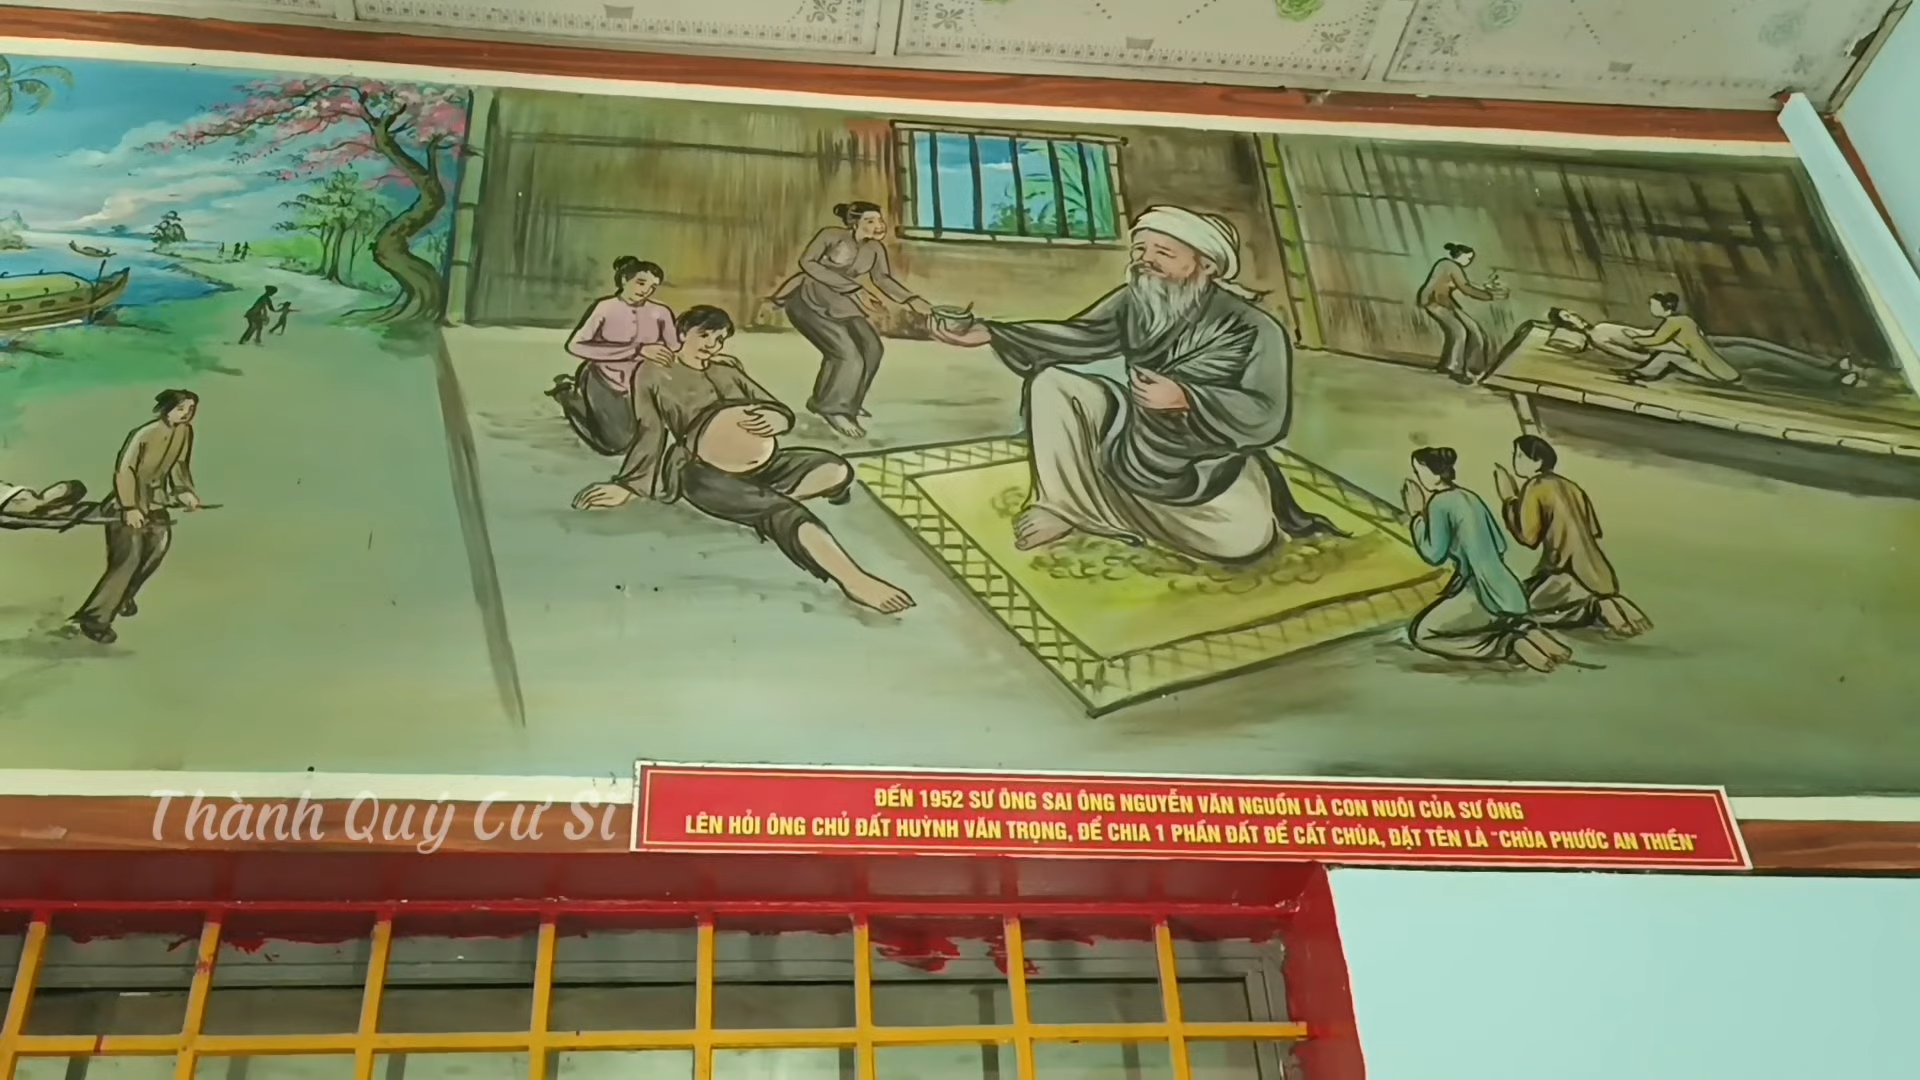 Thành Quý Cư Sĩ
ĐẾN 1952 SƯ ÔNG SAI ÔNG NGUYỄN VĂN NGUỒN LÀ CON NUÔI CỦA SƯ ÔNG
LÊN HỎI ÔNG CHỦ ĐẤT HUỲNH VĂN TRỌNG, ĐỂ CHIA 1 PHẦN ĐẤT ĐỂ CẤT CHÙA, ĐẶT TÊN LÀ "CHÙA PHƯỚC AN THIỀN"